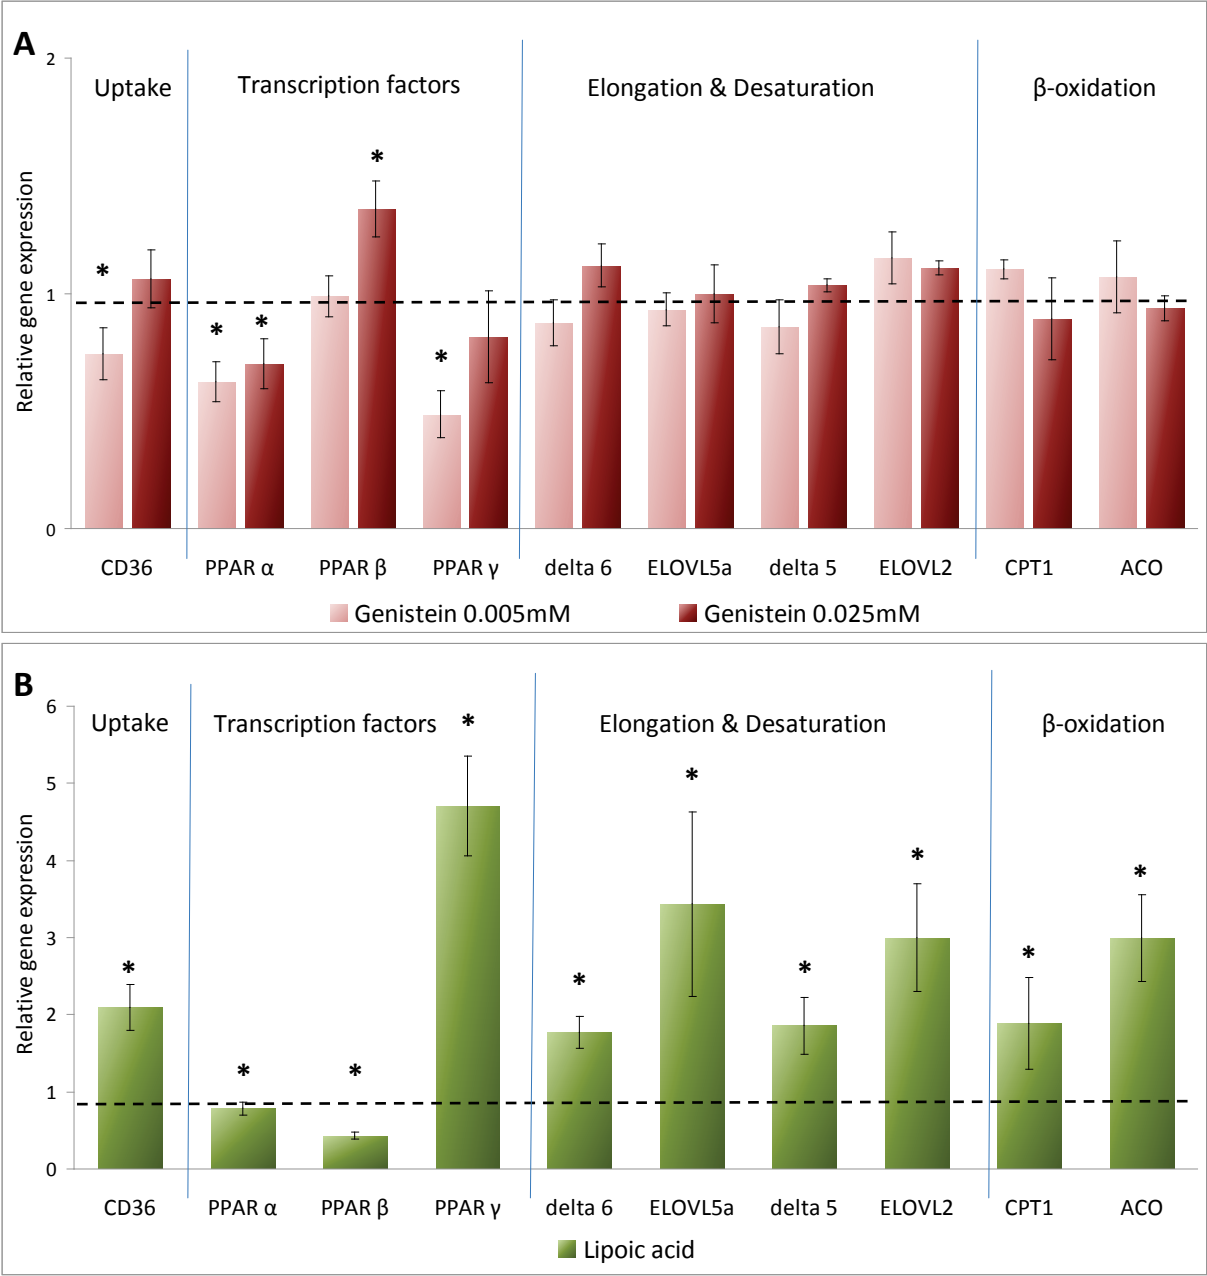 A
2
Uptake
Transcription factors
Elongation & Desaturation
β-oxidation
*
*
*
*
*
1
0
Relative gene expression
CD36
PPAR α
PPAR β
PPAR γ
delta 6
ELOVL5a
delta 5
ELOVL2
CPT1
ACO
Genistein 0.005mM
Genistein 0.025mM
B
6
Uptake
Transcription factors
Elongation & Desaturation
β-oxidation
*
*
*
*
*
*
*
*
*
*
5
4
3
2
1
0
Relative gene expression
CD36
PPAR α
PPAR β
PPAR γ
delta 6
ELOVL5a
delta 5
ELOVL2
CPT1
ACO
Lipoic acid